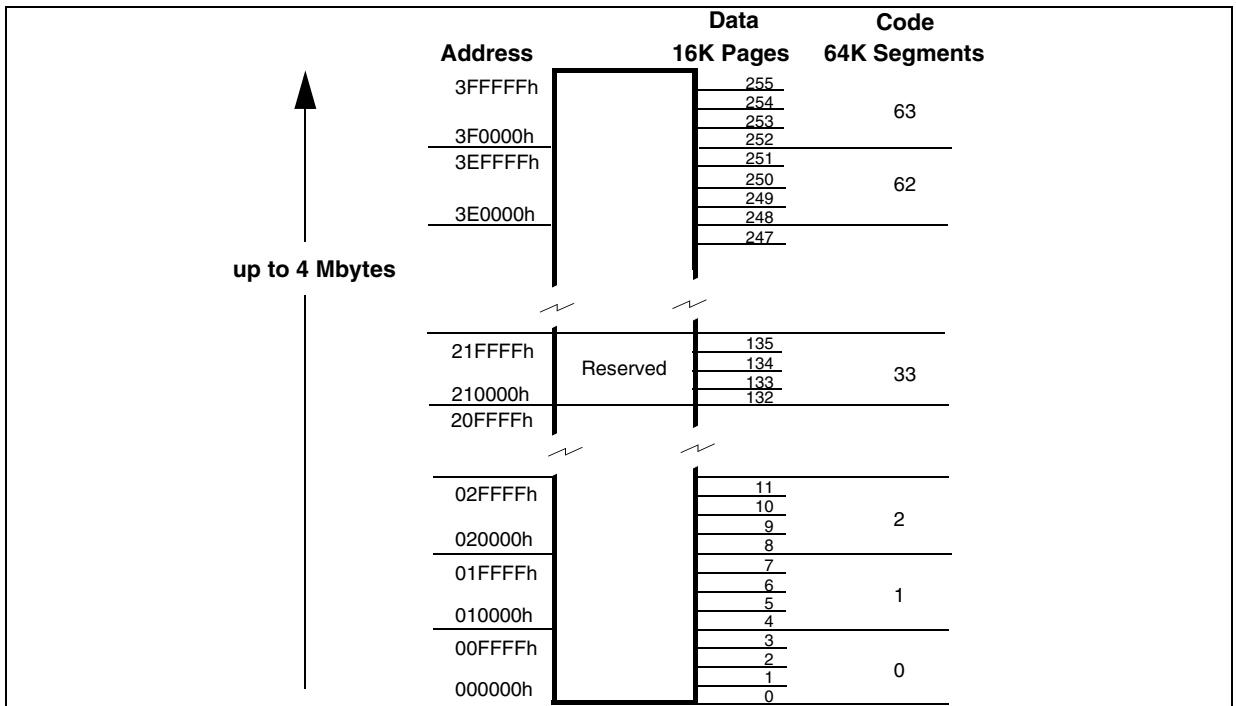 Data Code
Address 16K Pages 64K Segments
3FFFFFh 255
254
253 63
3F0000h 252
3EFFFFh 251
250 62
249
3E0000h 248
247
up to 4 Mbytes
21FFFFh 135
Reserved 134
133 33
210000h 132
20FFFFh
02FFFFh 11
10
9 2
020000h 8
01FFFFh 7
6
5 1
010000h 4
00FFFFh 3
2
1 0
000000h 0